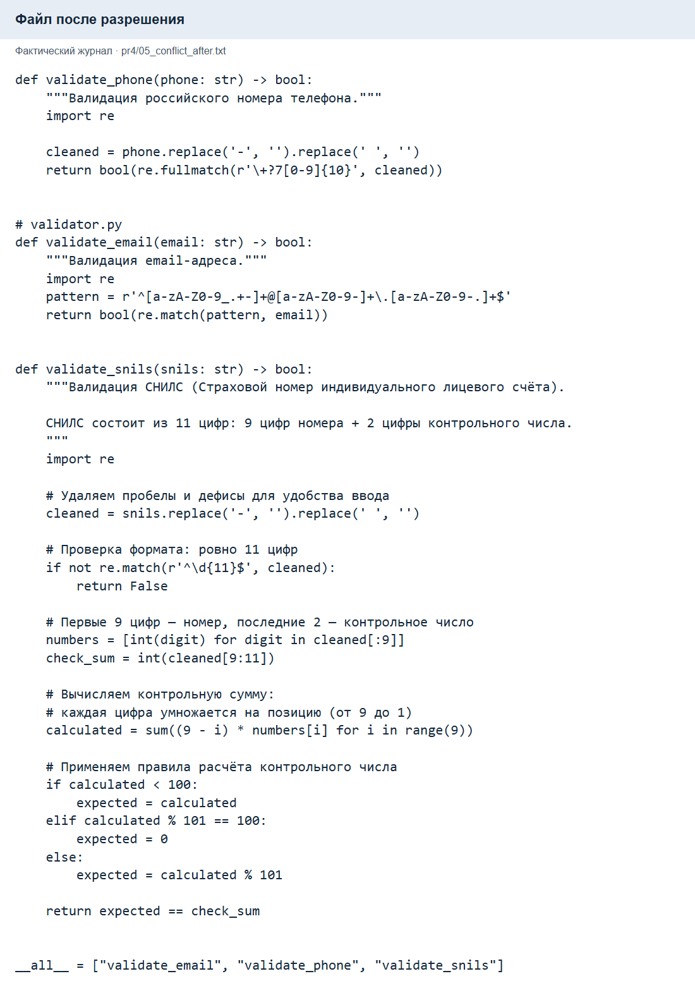 Файл после разрешения
Фактический журнал · pr4/05_conflict_after.txt
def validate_phone(phone: str) -> bool:
    """Валидация российского номера телефона."""
    import re

    cleaned = phone.replace('-', '').replace(' ', '')
    return bool(re.fullmatch(r'\+?7[0-9]{10}', cleaned))


# validator.py
def validate_email(email: str) -> bool:
    """Валидация email-адреса."""
    import re
    pattern = r'^[a-zA-Z0-9_.+-]+@[a-zA-Z0-9-]+\.[a-zA-Z0-9-.]+$'
    return bool(re.match(pattern, email))


def validate_snils(snils: str) -> bool:
    """Валидация СНИЛС (Страховой номер индивидуального лицевого счёта).

    СНИЛС состоит из 11 цифр: 9 цифр номера + 2 цифры контрольного числа.
    """
    import re

    # Удаляем пробелы и дефисы для удобства ввода
    cleaned = snils.replace('-', '').replace(' ', '')

    # Проверка формата: ровно 11 цифр
    if not re.match(r'^\d{11}$', cleaned):
        return False

    # Первые 9 цифр — номер, последние 2 — контрольное число
    numbers = [int(digit) for digit in cleaned[:9]]
    check_sum = int(cleaned[9:11])

    # Вычисляем контрольную сумму:
    # каждая цифра умножается на позицию (от 9 до 1)
    calculated = sum((9 - i) * numbers[i] for i in range(9))

    # Применяем правила расчёта контрольного числа
    if calculated < 100:
        expected = calculated
    elif calculated % 101 == 100:
        expected = 0
    else:
        expected = calculated % 101

    return expected == check_sum


__all__ = ["validate_email", "validate_phone", "validate_snils"]